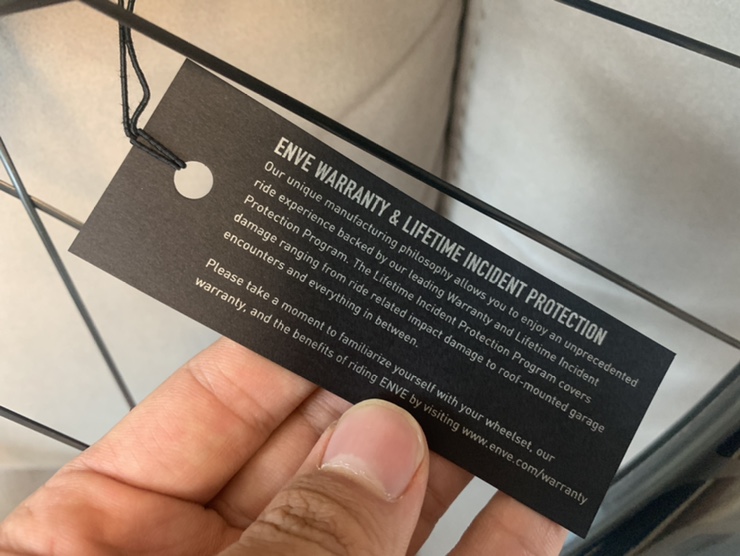 ENVE WARRANTY & LIFETIME INCIDENT PROTECTION
Our unique manufacturing philosophy allows you to enjoy an unprecedented
ride experience backed by our leading Warranty and Lifetime Incident
Protection Program. The Lifetime Incident Protection Program covers
damage ranging from ride related impact damage to roof-mounted garage
encounters and everything in between.
Please take a moment to familiarize yourself with your wheelset, our
warranty, and the benefits of riding ENVE by visiting www.enve.com/warranty